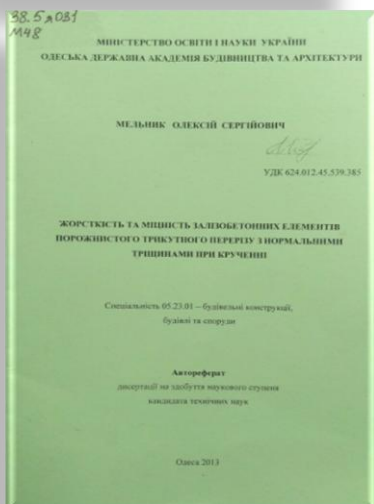 38.5я031
М48
МІНІСТЕРСТВО ОСВІТИ І НАУКИ УКРАЇНИ
ОДЕСЬКА ДЕРЖАВНА АКАДЕМІЯ БУДІВНИЦТВА ТА АРХІТЕКТУРИ
МЕЛЬНИК ОЛЕКСІЙ СЕРГІЙОВИЧ
УДК 624.012.45.539.385
ЖОРСТКІСТЬ ТА МІЦНІСТЬ ЗАЛІЗОБЕТОННИХ ЕЛЕМЕНТІВ
ПОРОЖНИСТОГО ТРИКУТНОГО ПЕРЕРІЗУ З НОРМАЛЬНИМИ
ТРІЩИНАМИ ПРИ КРУЧЕННІ
Спеціальність 05.23.01 – будівельні конструкції,
будівлі та споруди
Автореферат
дисертації на здобуття наукового ступеня
кандидата технічних наук
Одеса 2013